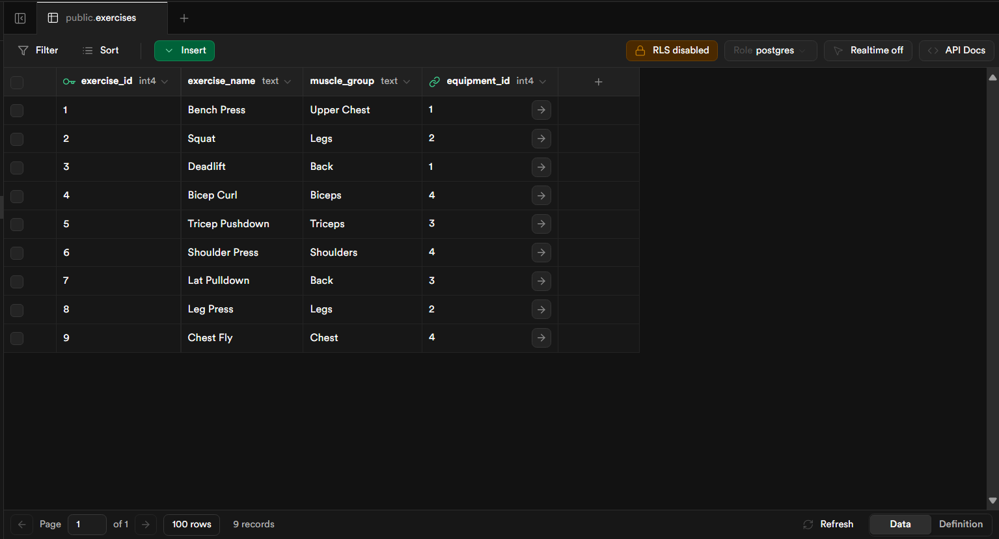 public.exercises
Filter Sort Insert RLS disabled Role postgres Realtime off API Docs
exercise_id int4 exercise_name text muscle_group text equipment_id int4
1 Bench Press Upper Chest 1
2 Squat Legs 2
3 Deadlift Back 1
4 Bicep Curl Biceps 4
5 Tricep Pushdown Triceps 3
6 Shoulder Press Shoulders 4
7 Lat Pulldown Back 3
8 Leg Press Legs 2
9 Chest Fly Chest 4
Page 1 of 1 100 rows 9 records Refresh Data Definition